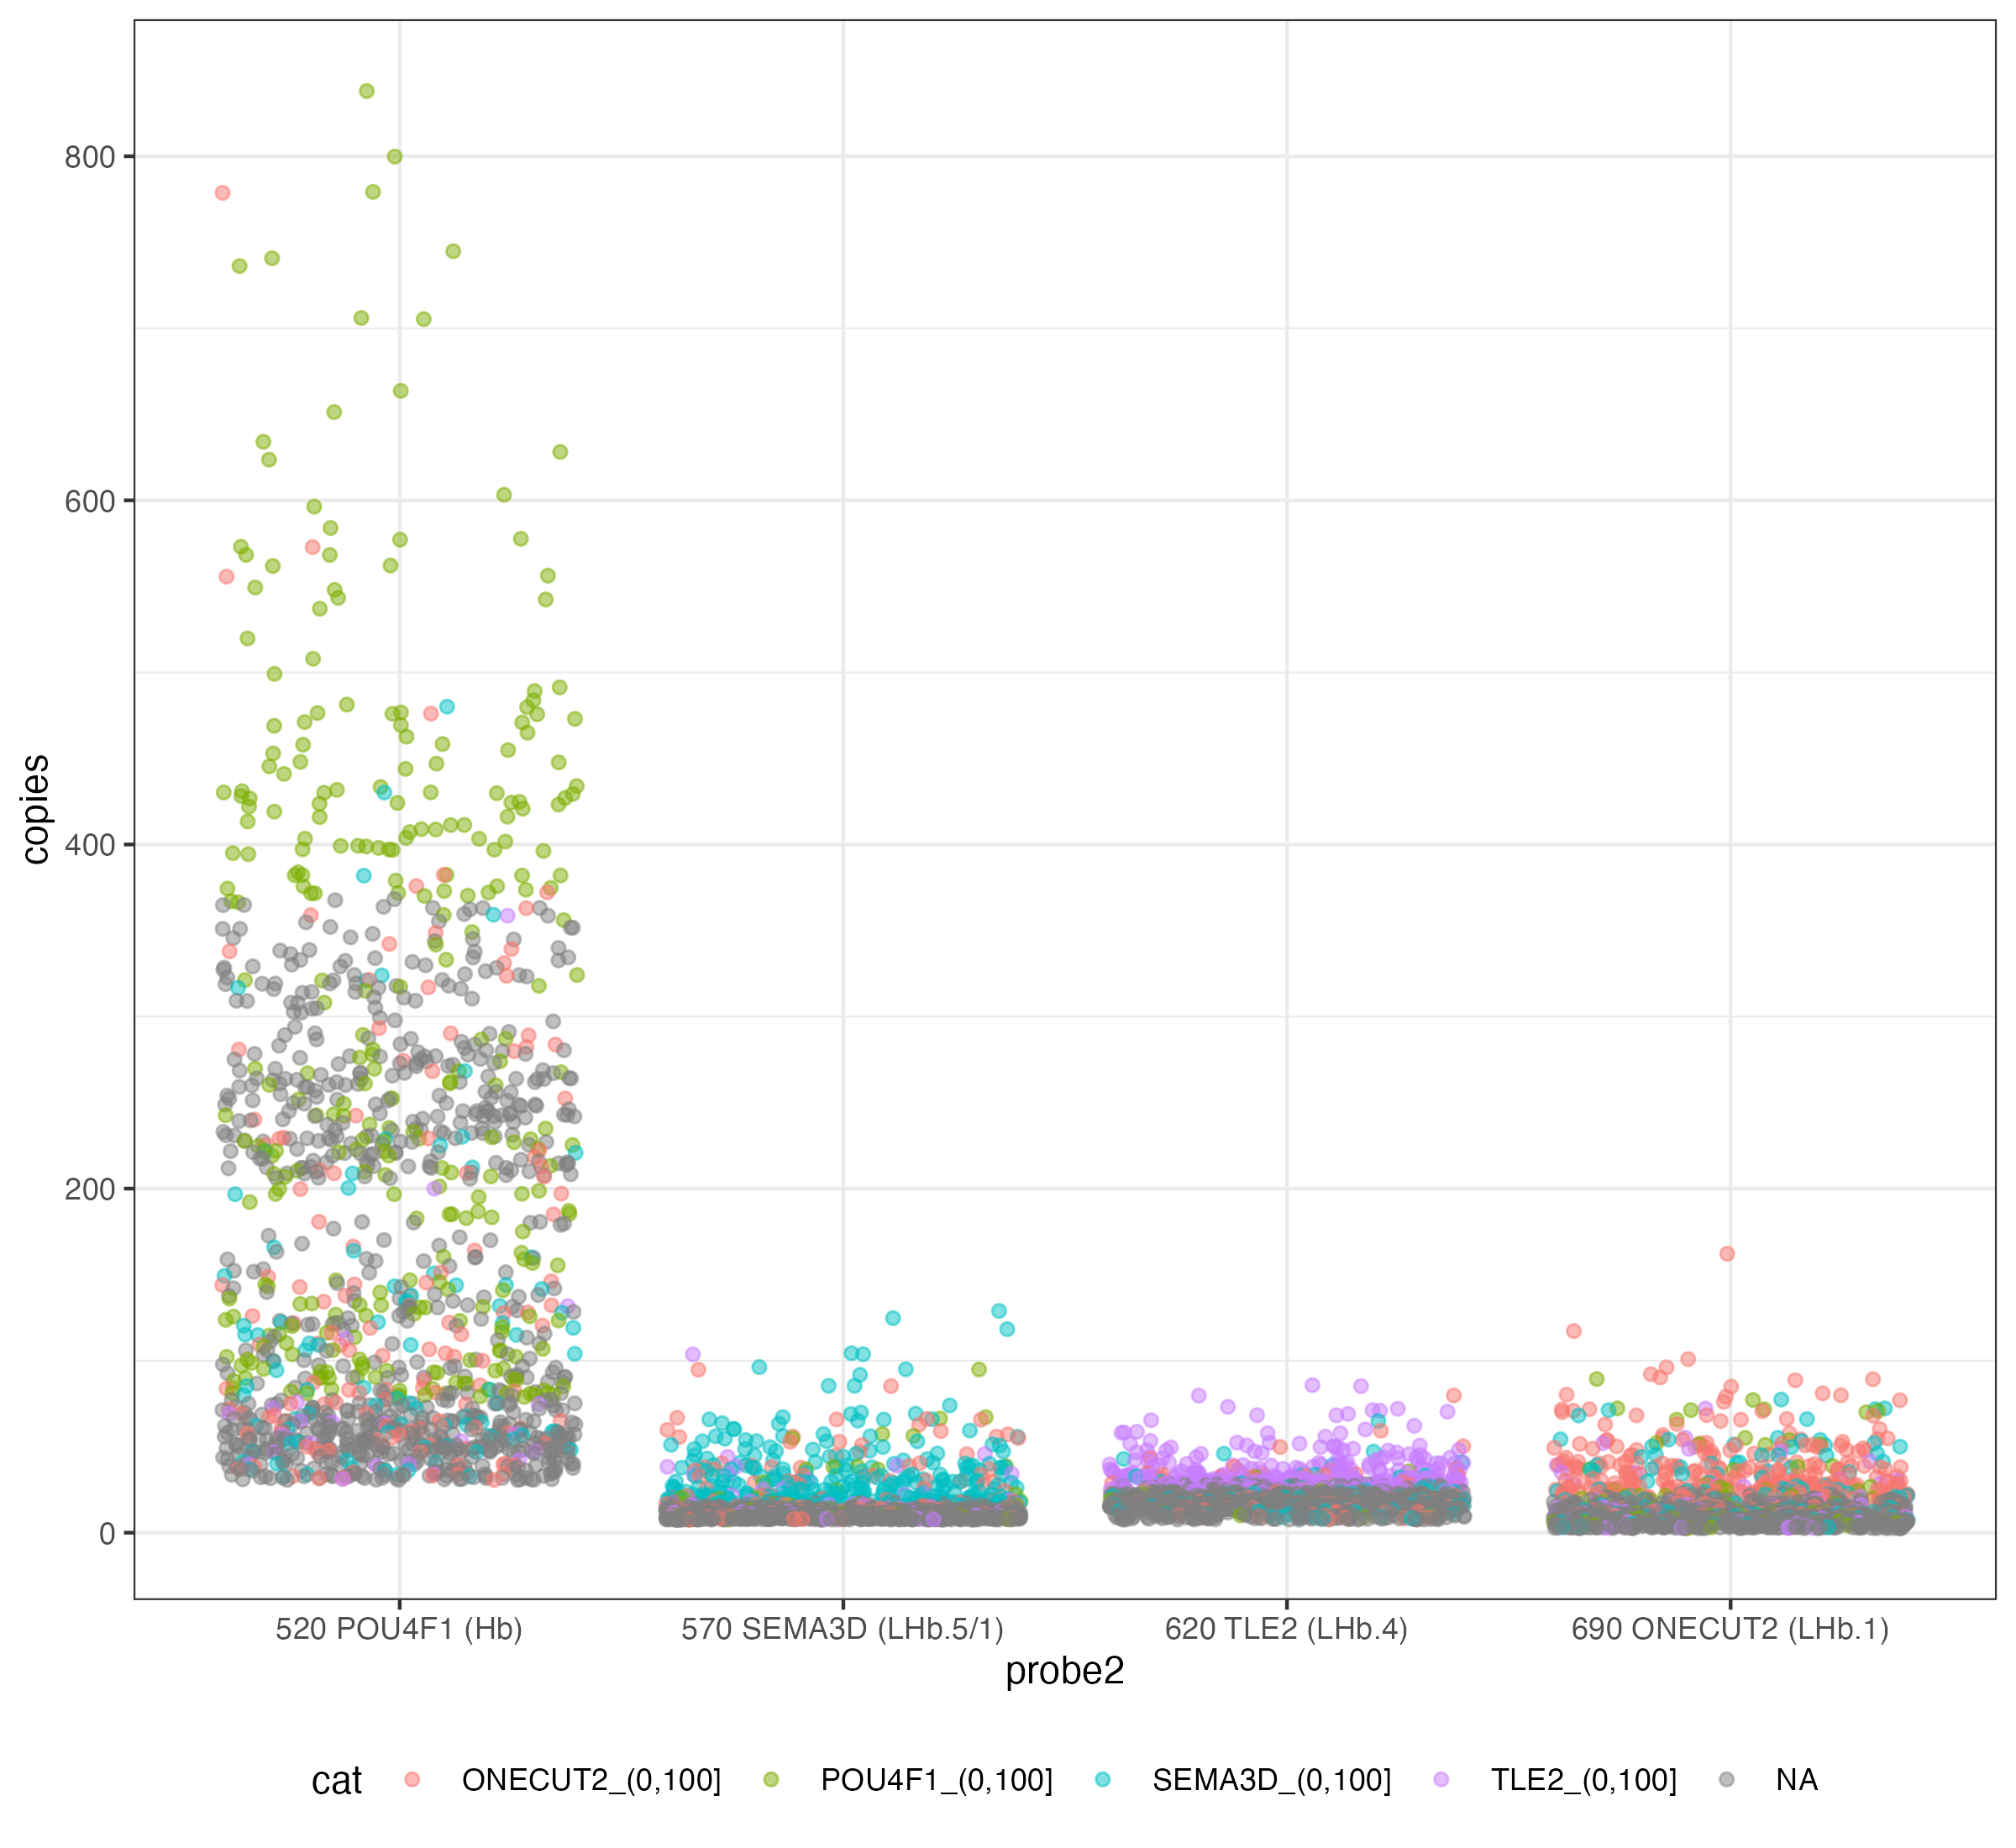 800
600
400
200
0
copies
520 POU4F1 (Hb) 570 SEMA3D (LHb.5/1) 620 TLE2 (LHb.4) 690 ONECUT2 (LHb.1)
probe2
cat ONECUT2_(0,100] POU4F1_(0,100] SEMA3D_(0,100] TLE2_(0,100] NA